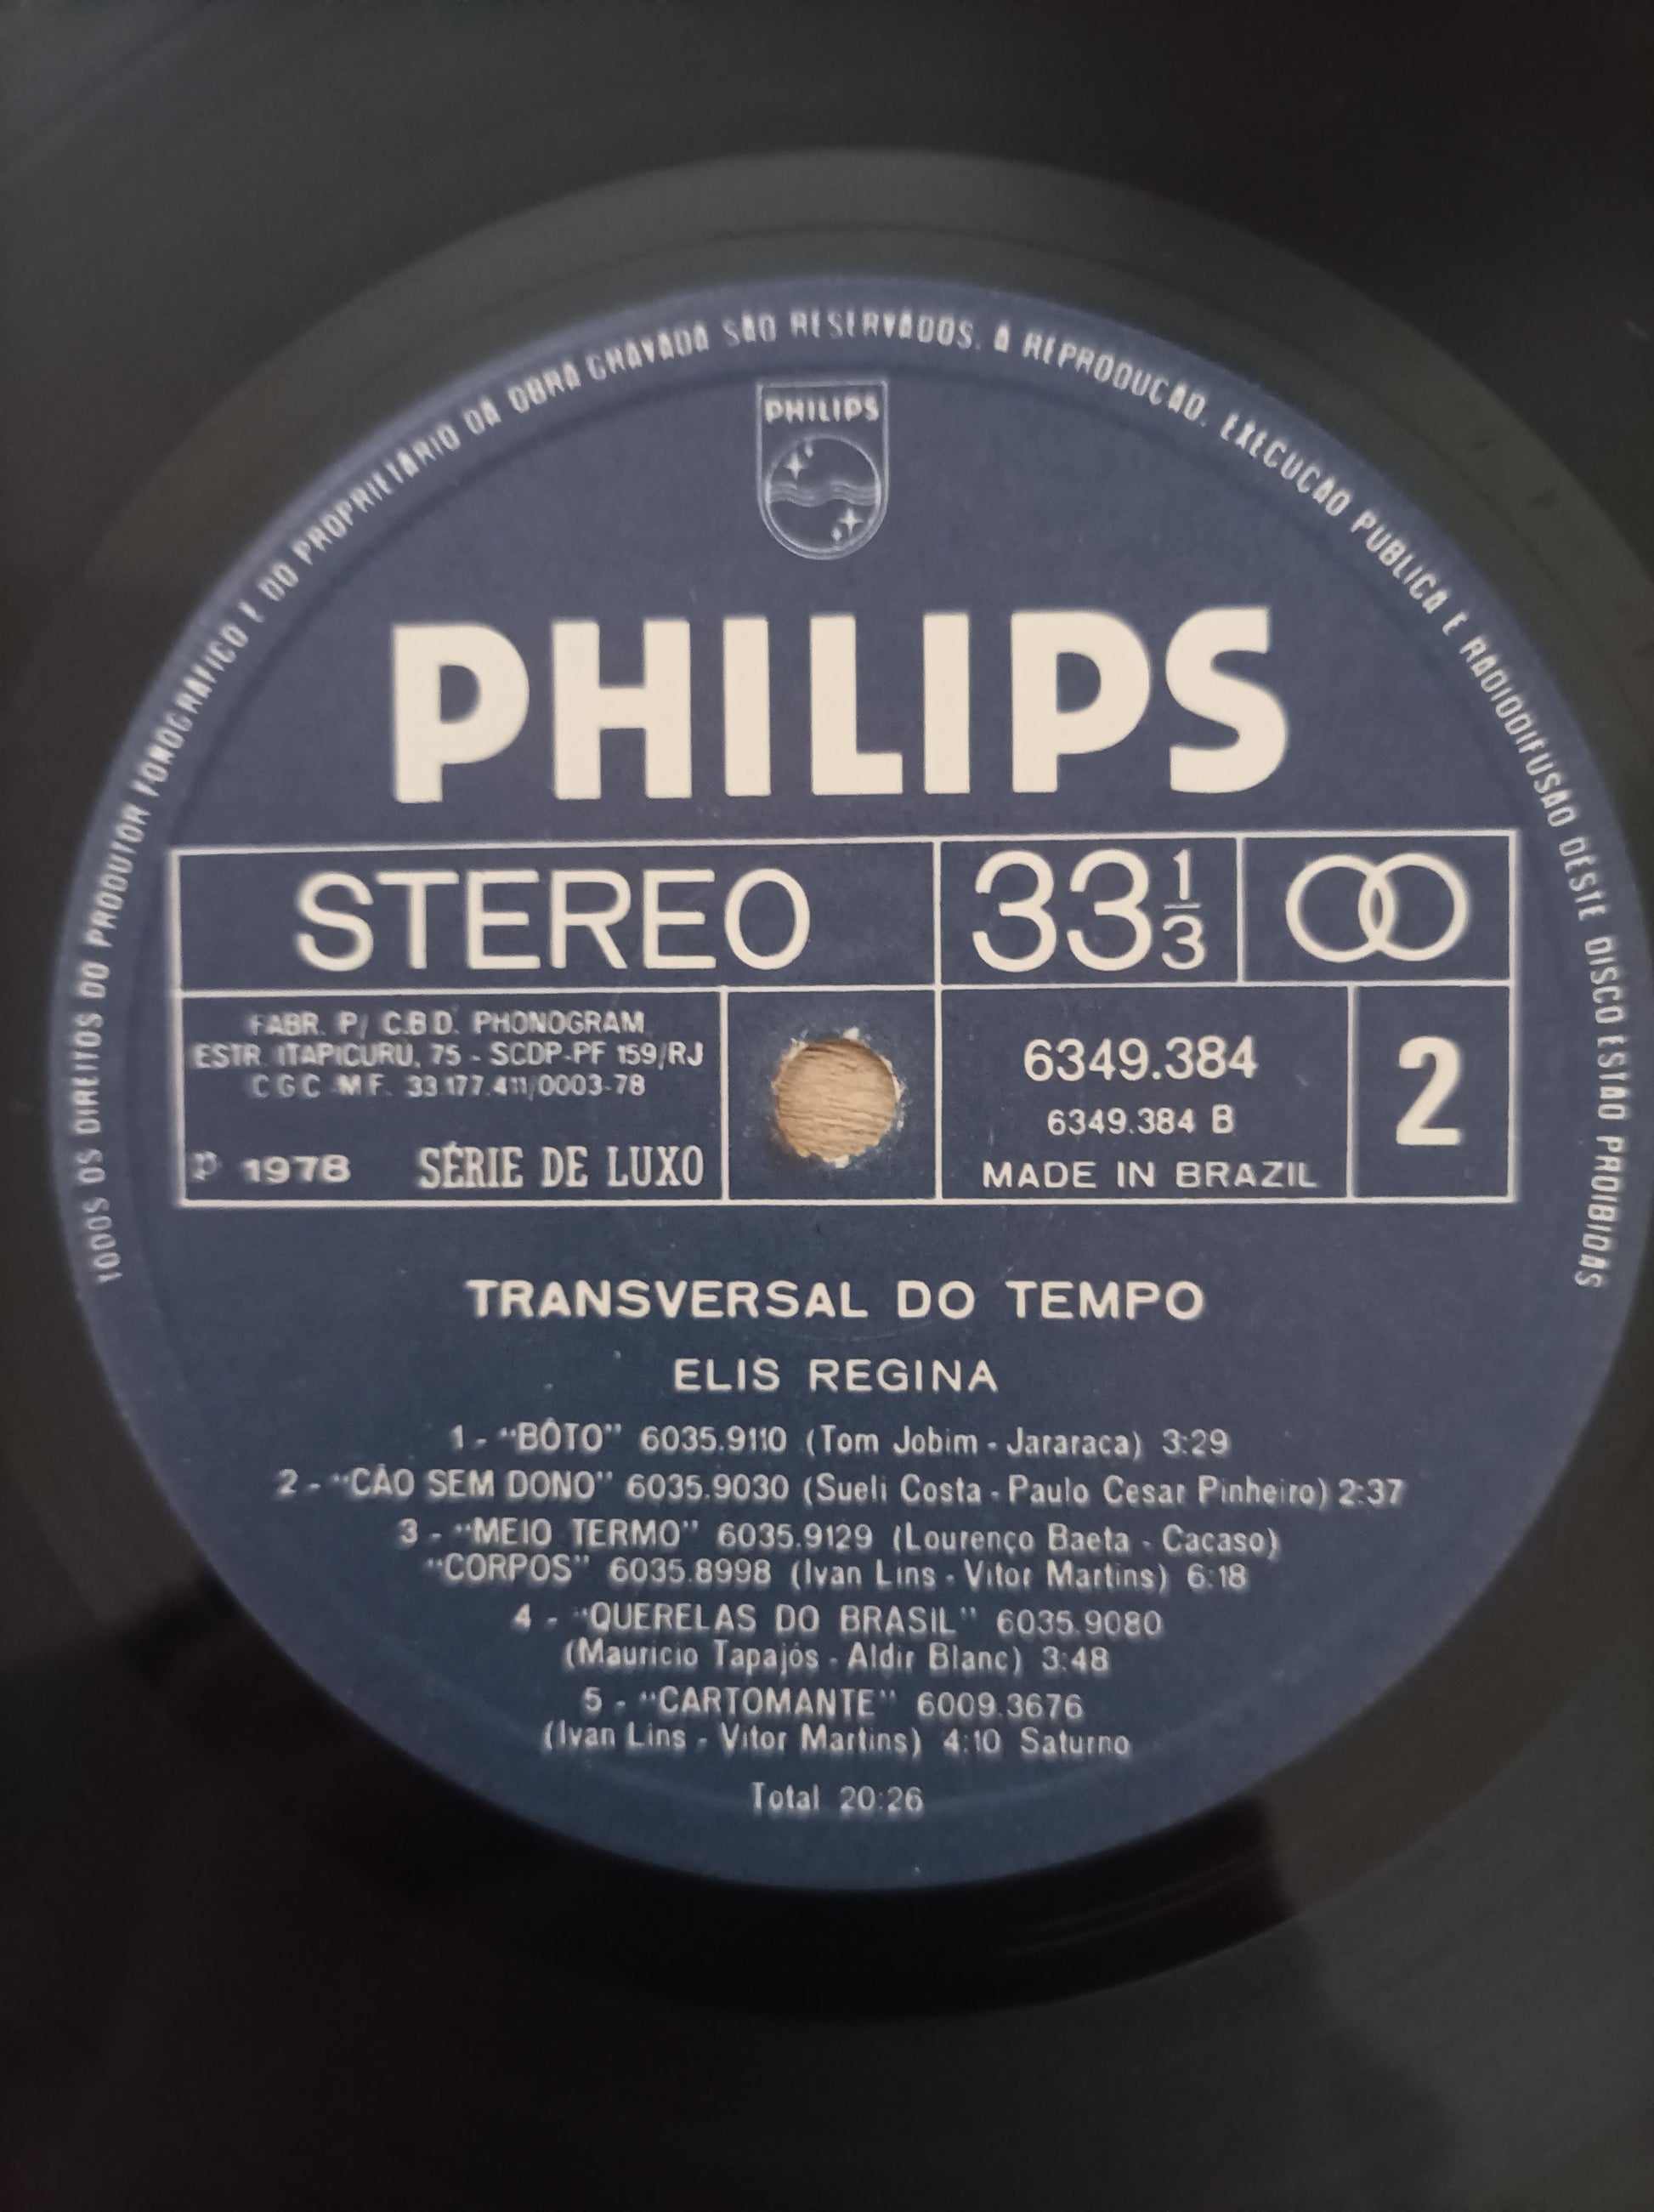 TODOS OS DIREITOS DO PRODUTOR FONOGRAFICO E DO PROPRIETARIO DA OBRA GRAVADA SÃO RESERVADOS. A REPRODUÇÃO. EXECUÇÃO PUBLICA E RADIODIFUSÃO DESTE DISCO ESTÃO PROIBIDAS
PHILIPS
PHILIPS
STEREO
33 1/3
FABR. P/ C.B.D. PHONOGRAM
ESTR. ITAPICURU, 75 - SCDP-PF 159/RJ
C G C M F. 33.177.411/0003-78
℗ 1978 SÉRIE DE LUXO
6349.384
6349.384 B
MADE IN BRAZIL
2
TRANSVERSAL DO TEMPO
ELIS REGINA
1 - "BÔTO" 6035.9110 (Tom Jobim - Jararaca) 3:29
2 - "CÃO SEM DONO" 6035.9030 (Sueli Costa - Paulo Cesar Pinheiro) 2:37
3 - "MEIO TERMO" 6035.9129 (Lourenço Baeta - Cacaso)
"CORPOS" 6035.8998 (Ivan Lins - Vitor Martins) 6:18
4 - "QUERELAS DO BRASIL" 6035.9080
(Mauricio Tapajós - Aldir Blanc) 3:48
5 - "CARTOMANTE" 6009.3676
(Ivan Lins - Vitor Martins) 4:10 Saturno
Total 20:26